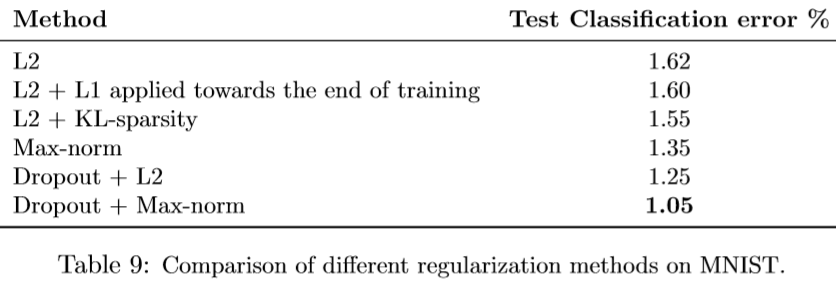 Method Test Classification error %
L2 1.62
L2 + L1 applied towards the end of training 1.60
L2 + KL-sparsity 1.55
Max-norm 1.35
Dropout + L2 1.25
Dropout + Max-norm 1.05
Table 9: Comparison of different regularization methods on MNIST.